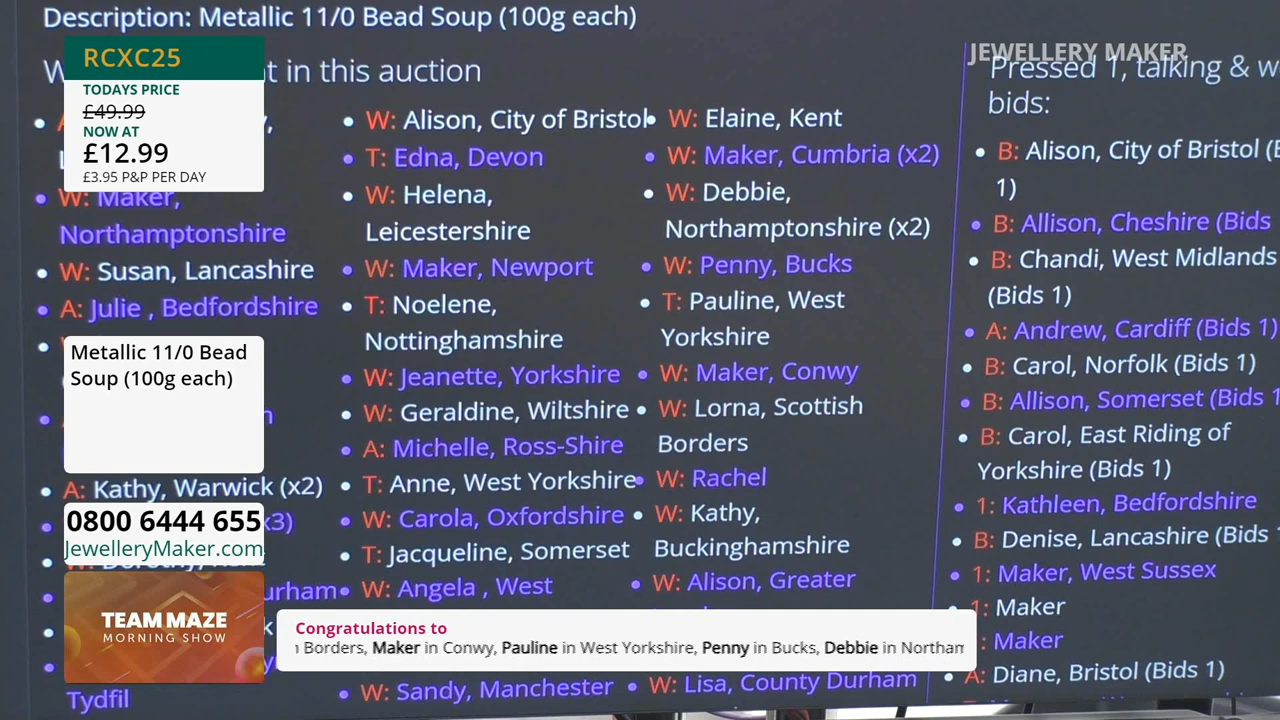 Description: Metallic 11/0 Bead Soup (100g each)
JEWELLERY MAKER
RCXC25
TODAYS PRICE
£49.99
NOW AT
£12.99
£3.95 P&P PER DAY
in this auction
W: Maker,
Northamptonshire
W: Susan, Lancashire
A: Julie , Bedfordshire
Metallic 11/0 Bead
Soup (100g each)
A: Kathy, Warwick (x2)
x3)
0800 6444 655
JewelleryMaker.com
TEAM MAZE
MORNING SHOW
Tydfil
W: Alison, City of Bristol
T: Edna, Devon
W: Helena,
Leicestershire
W: Maker, Newport
T: Noelene,
Nottinghamshire
W: Jeanette, Yorkshire
W: Geraldine, Wiltshire
A: Michelle, Ross-Shire
T: Anne, West Yorkshire
W: Carola, Oxfordshire
T: Jacqueline, Somerset
W: Angela , West
W: Sandy, Manchester
W: Elaine, Kent
W: Maker, Cumbria (x2)
W: Debbie,
Northamptonshire (x2)
W: Penny, Bucks
T: Pauline, West
Yorkshire
W: Maker, Conwy
W: Lorna, Scottish
Borders
W: Rachel
W: Kathy,
Buckinghamshire
W: Alison, Greater
W: Lisa, County Durham
Pressed 1, talking & w
bids:
B: Alison, City of Bristol (B
1)
B: Allison, Cheshire (Bids
B: Chandi, West Midlands
(Bids 1)
A: Andrew, Cardiff (Bids 1)
B: Carol, Norfolk (Bids 1)
B: Allison, Somerset (Bids 1
B: Carol, East Riding of
Yorkshire (Bids 1)
1: Kathleen, Bedfordshire
B: Denise, Lancashire (Bids
1: Maker, West Sussex
1: Maker
: Maker
A: Diane, Bristol (Bids 1)
Congratulations to
Borders, Maker in Conwy, Pauline in West Yorkshire, Penny in Bucks, Debbie in Northam